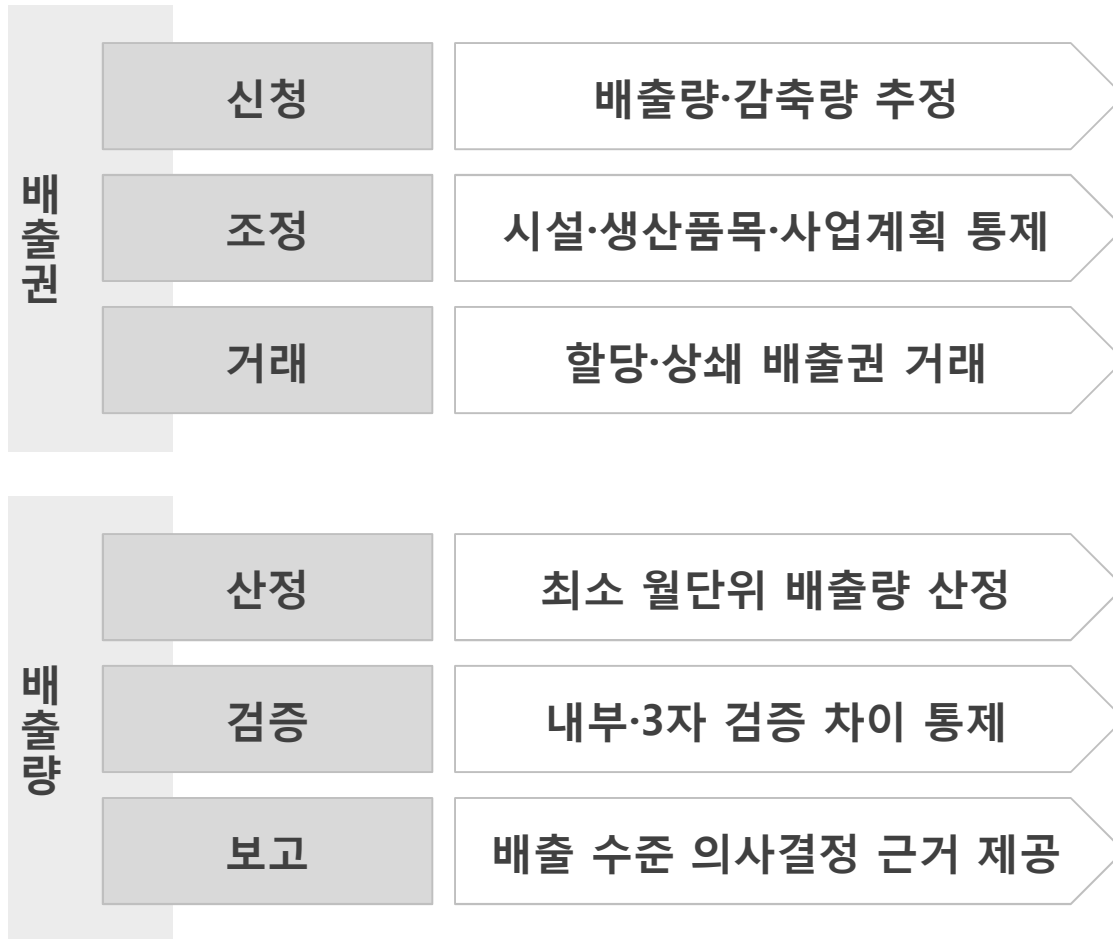 배출권
신청
배출량·감축량 추정
조정
시설·생산품목·사업계획 통제
거래
할당·상쇄 배출권 거래
배출량
산정
최소 월단위 배출량 산정
검증
내부·3자 검증 차이 통제
보고
배출 수준 의사결정 근거 제공